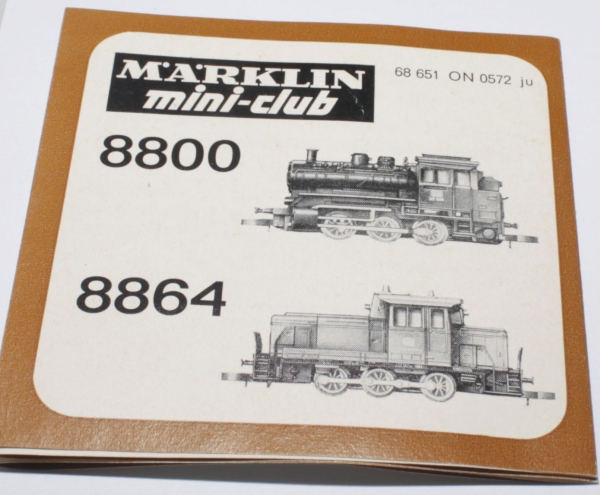 MÄRKLIN
mini-club
68 651 ON 0572 ju
8800
8864